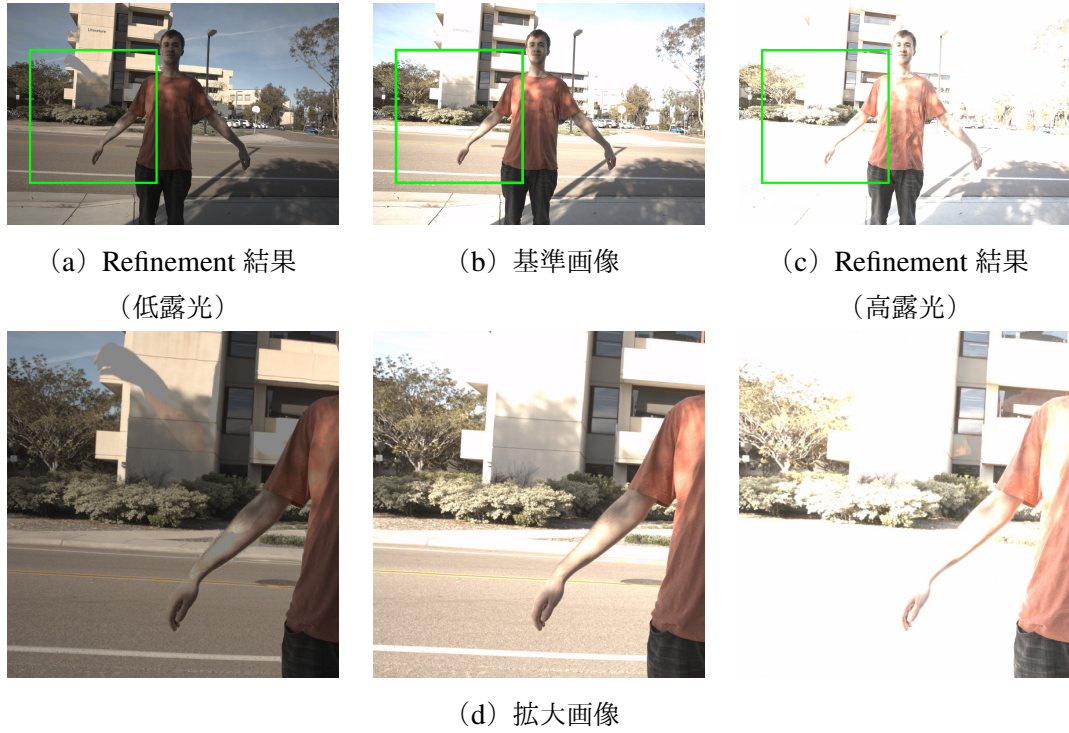 Literature
（a）Refinement 結果
（低露光）
（b）基準画像
（c）Refinement 結果
（高露光）
（d）拡大画像